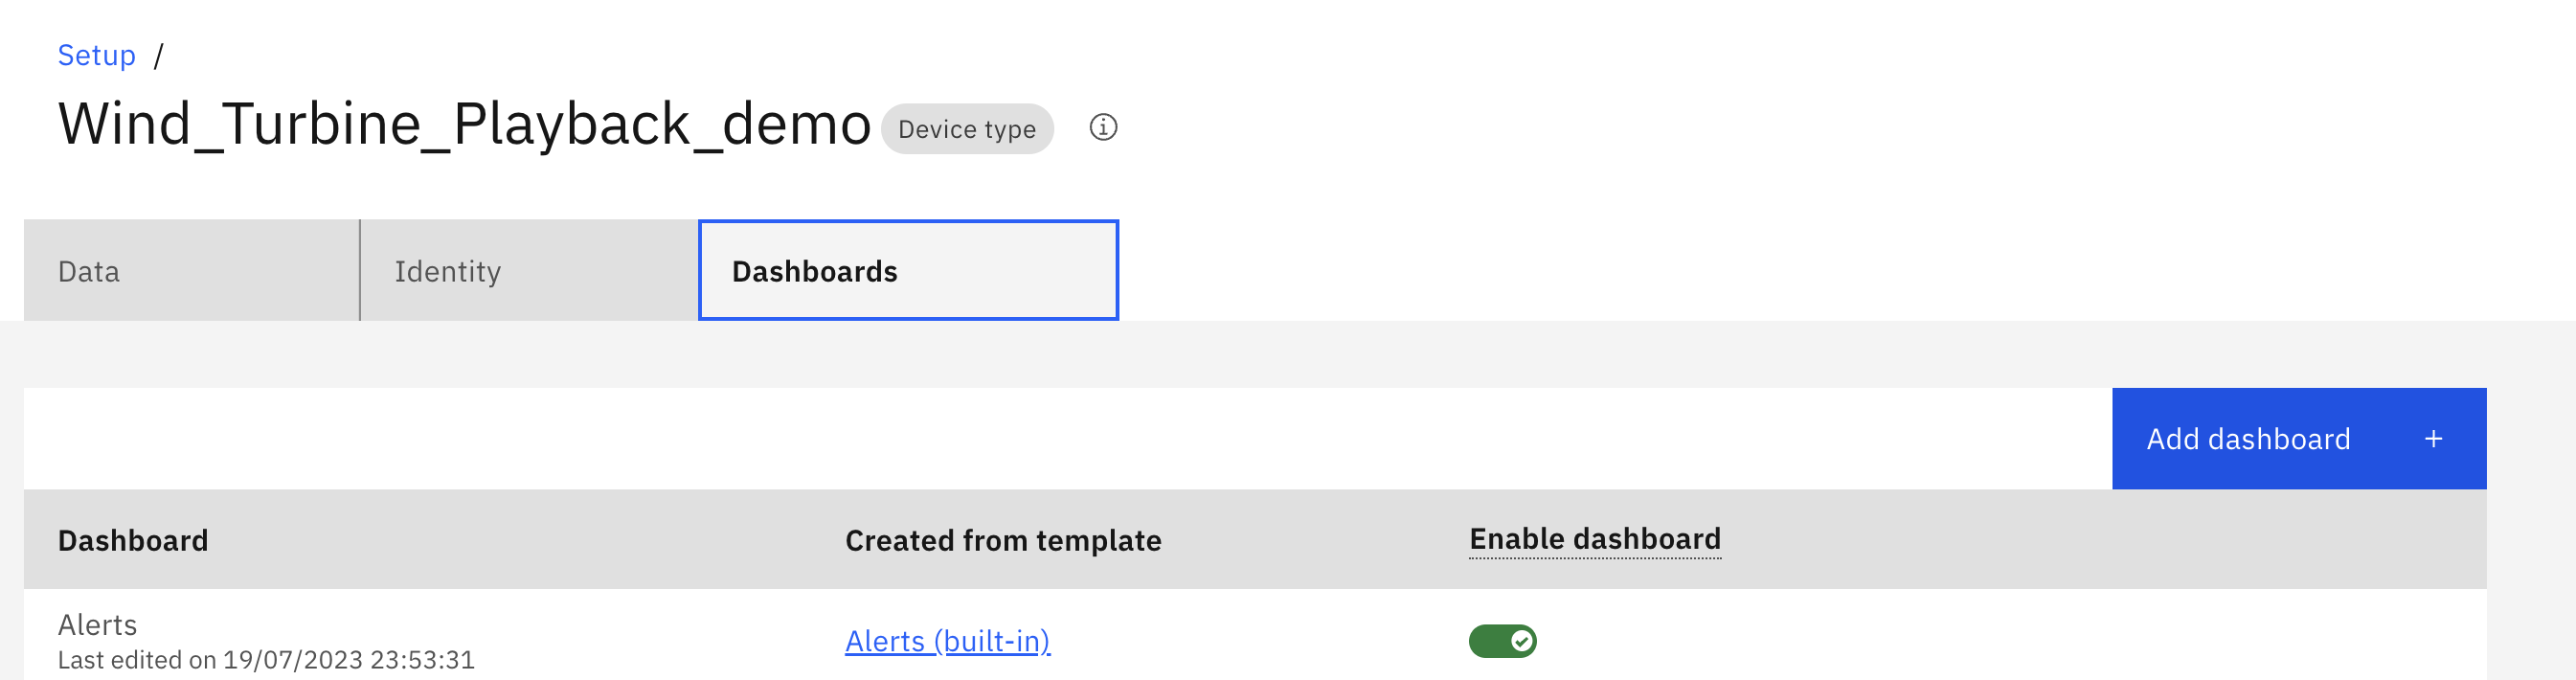 Setup /
Wind_Turbine_Playback_demo Device type
Data Identity Dashboards
Add dashboard +
Dashboard Created from template Enable dashboard
Alerts
Last edited on 19/07/2023 23:53:31
Alerts (built-in)